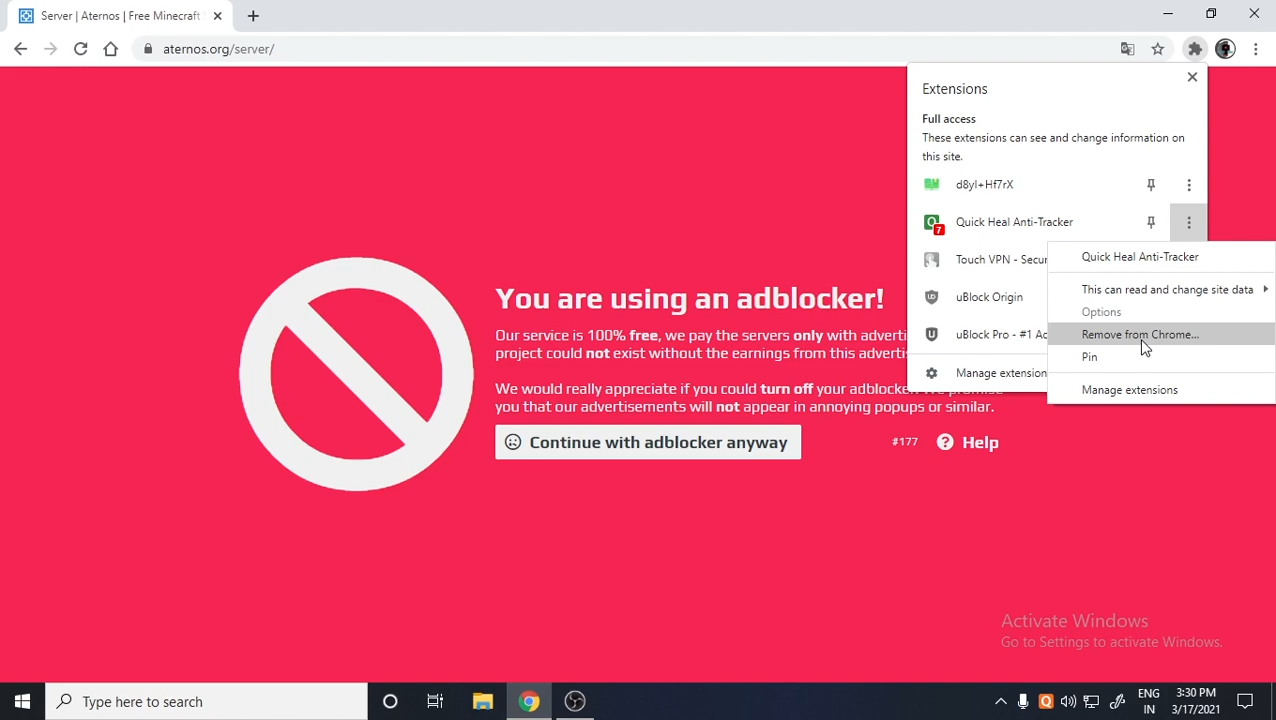 Server | Aternos | Free Minecraft
aternos.org/server/
Extensions
Full access
These extensions can see and change information on
this site.
d8yI+Hf7rX
Quick Heal Anti-Tracker
7
Touch VPN - Secur
uBlock Origin
uBlock Pro - #1 Ad
Manage extension
Quick Heal Anti-Tracker
This can read and change site data
Options
Remove from Chrome...
Pin
Manage extensions
You are using an adblocker!
Our service is 100% free, we pay the servers only with adverti
project could not exist without the earnings from this adverti
We would really appreciate if you could turn off your adblocker. We promise
you that our advertisements will not appear in annoying popups or similar.
Continue with adblocker anyway
#177
Help
Activate Windows
Go to Settings to activate Windows.
Type here to search
ENG
IN
3:30 PM
3/17/2021